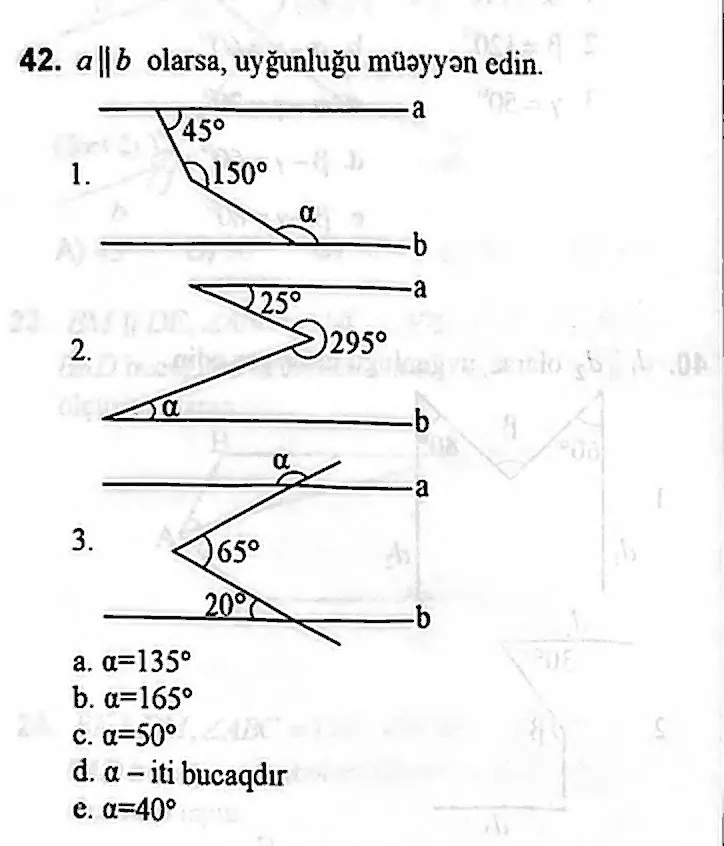 42. a || b olarsa, uyğunluğu müəyyən edin.
a
45°
1.
150°
α
b
a
25°
2.
295°
α
b
α
a
3.
65°
20°
b
a. α=135°
b. α=165°
c. α=50°
d. α – iti bucaqdır
e. α=40°